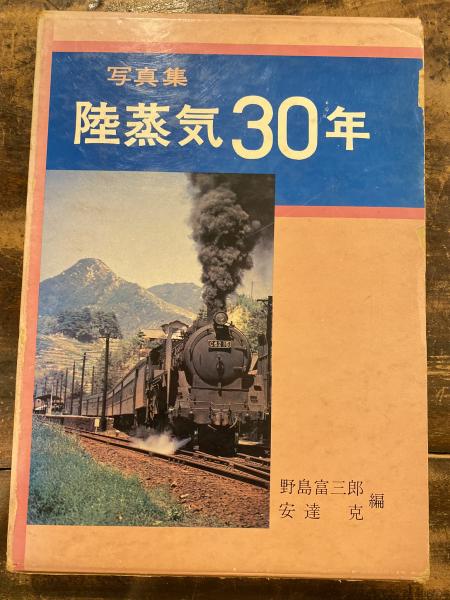 写真集
陸蒸気30年
野島富三郎
安達 克
編